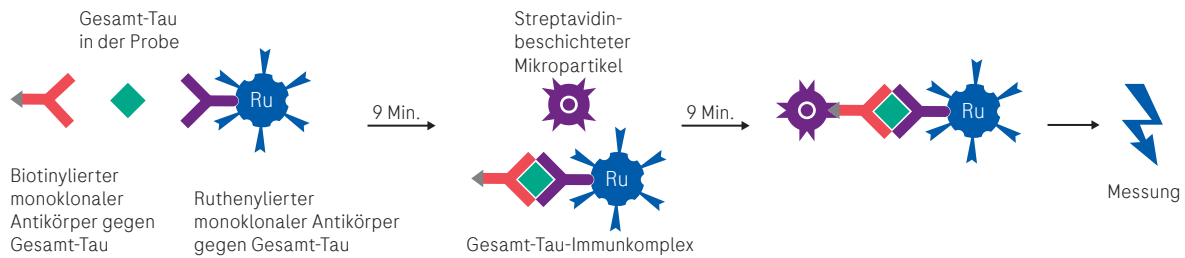 Gesamt-Tau
in der Probe
Ru
Biotinylierter
monoklonaler
Antikörper gegen
Gesamt-Tau
Ruthenylierter
monoklonaler Antikörper
gegen Gesamt-Tau
9 Min.
Streptavidin-
beschichteter
Mikropartikel
Ru
Gesamt-Tau-Immunkomplex
9 Min.
Ru
Messung